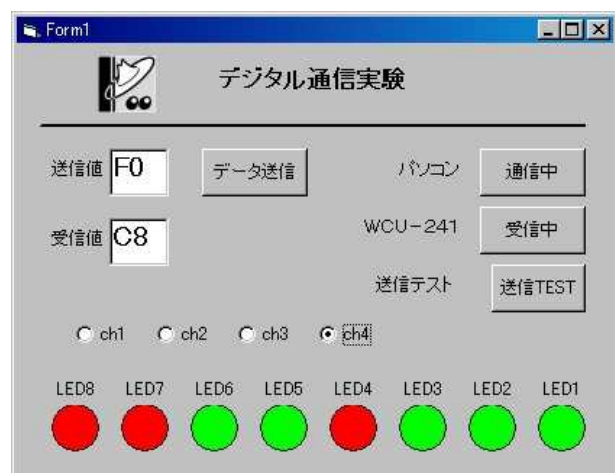 Form1
デジタル通信実験
送信値 F0 データ送信 パソコン 通信中
受信値 C8 WCU-241 受信中
送信テスト 送信TEST
ch1 ch2 ch3 ch4
LED8 LED7 LED6 LED5 LED4 LED3 LED2 LED1